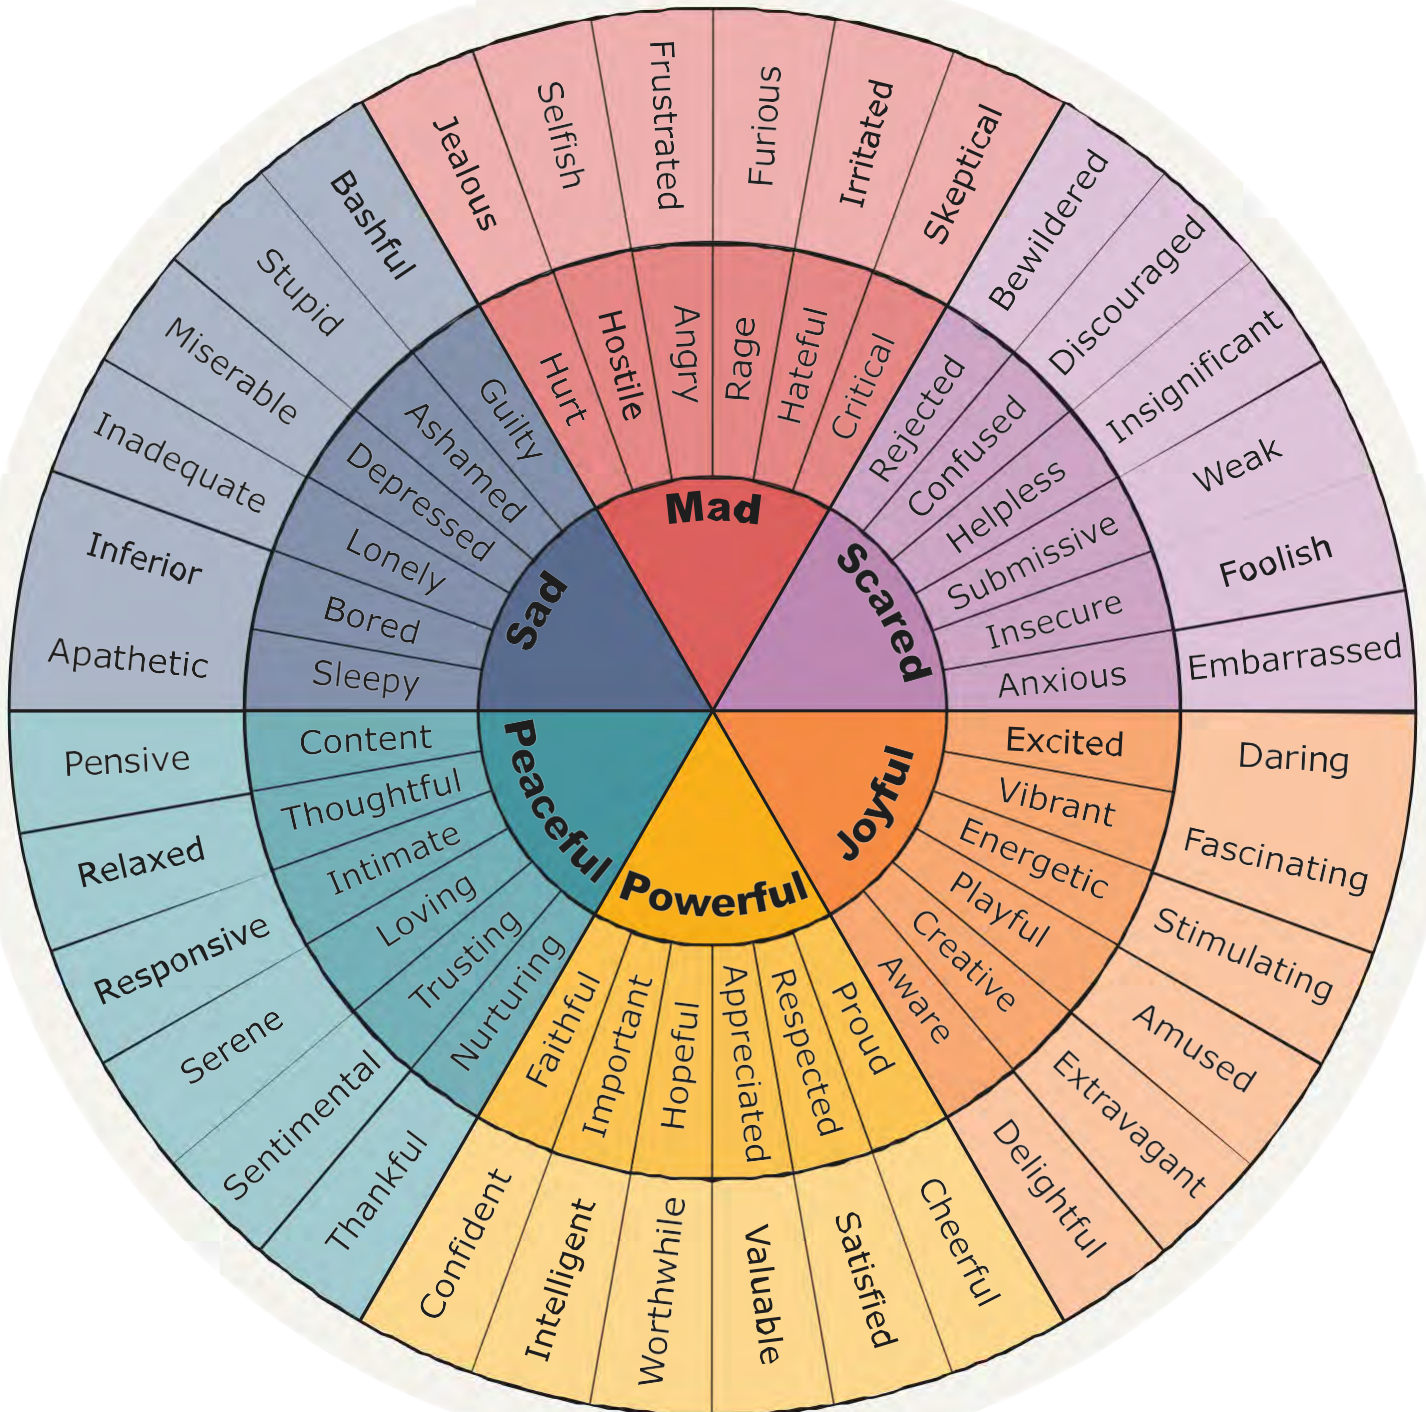 Mad
Scared
Joyful
Powerful
Peaceful
Sad
Hurt
Hostile
Angry
Rage
Hateful
Critical
Rejected
Confused
Helpless
Submissive
Insecure
Anxious
Excited
Vibrant
Energetic
Playful
Creative
Aware
Proud
Respected
Appreciated
Hopeful
Important
Faithful
Nurturing
Trusting
Loving
Intimate
Thoughtful
Content
Sleepy
Bored
Lonely
Depressed
Ashamed
Guilty
Jealous
Selfish
Frustrated
Furious
Irritated
Skeptical
Bewildered
Discouraged
Insignificant
Weak
Foolish
Embarrassed
Daring
Fascinating
Stimulating
Amused
Extravagant
Delightful
Cheerful
Satisfied
Valuable
Worthwhile
Intelligent
Confident
Thankful
Sentimental
Serene
Responsive
Relaxed
Pensive
Apathetic
Inferior
Inadequate
Miserable
Stupid
Bashful